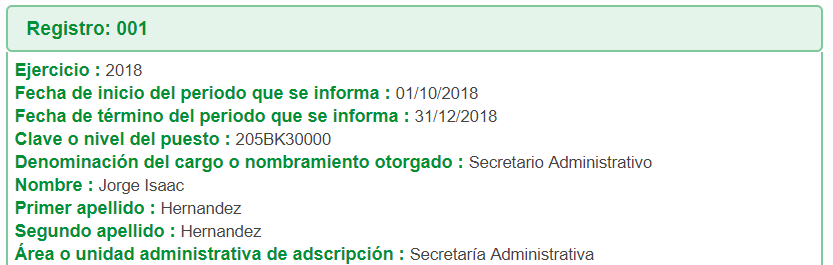 Registro: 001
Ejercicio : 2018
Fecha de inicio del periodo que se informa : 01/10/2018
Fecha de término del periodo que se informa : 31/12/2018
Clave o nivel del puesto : 205BK30000
Denominación del cargo o nombramiento otorgado : Secretario Administrativo
Nombre : Jorge Isaac
Primer apellido : Hernandez
Segundo apellido : Hernandez
Área o unidad administrativa de adscripción : Secretaría Administrativa